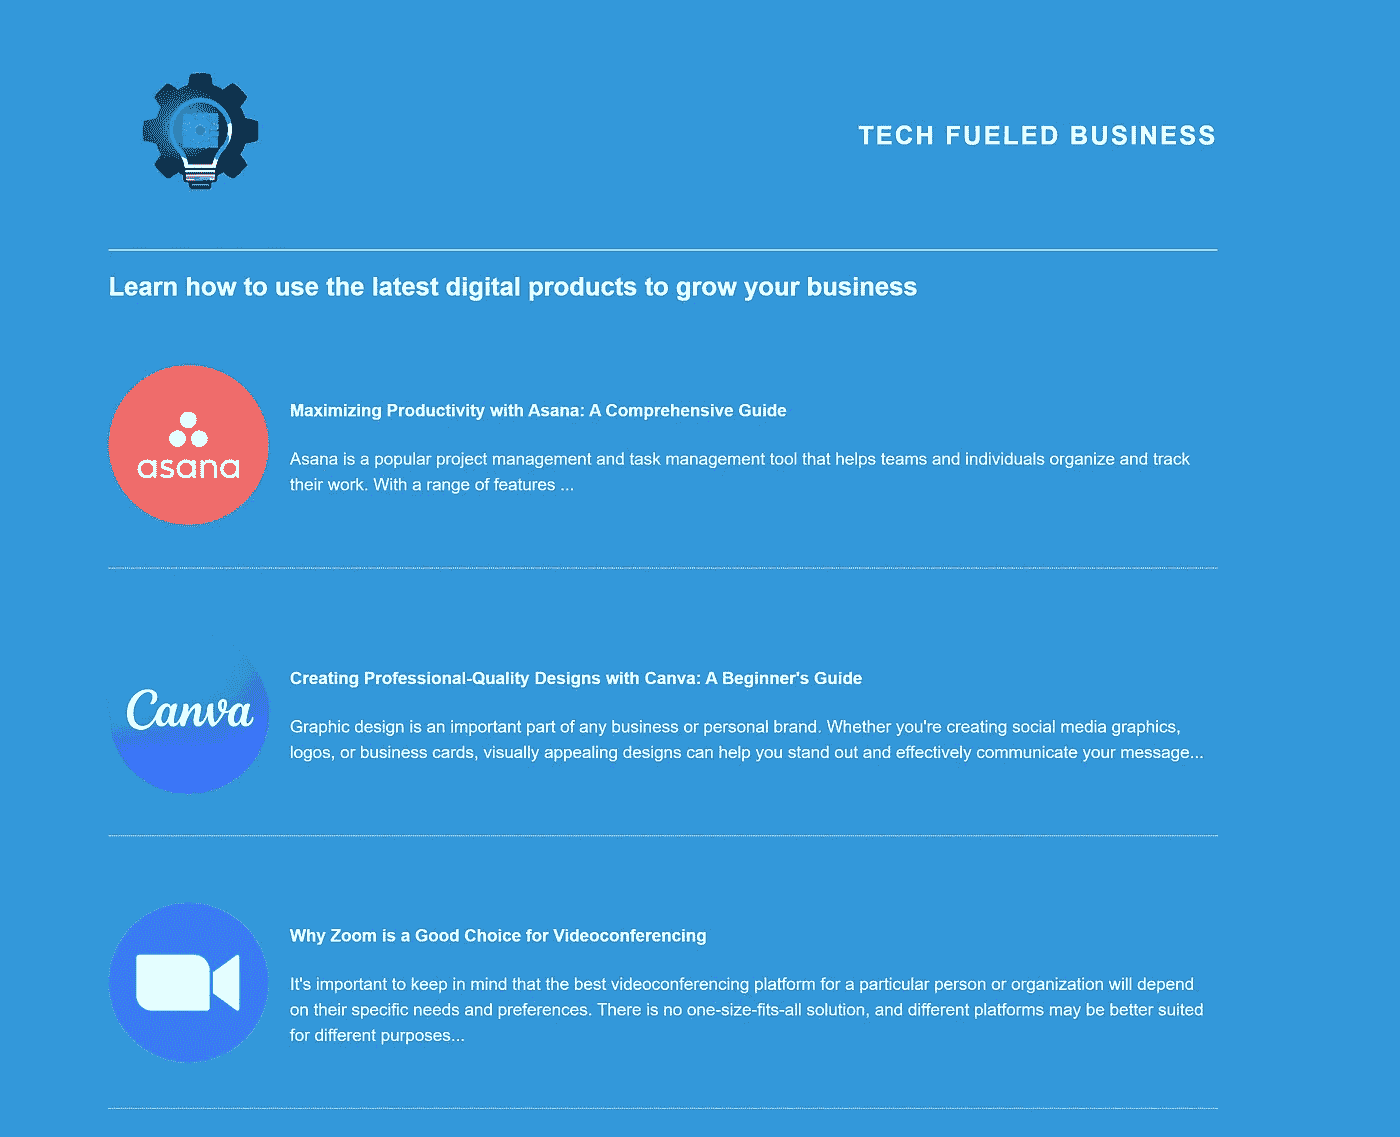 TECH FUELED BUSINESS
Learn how to use the latest digital products to grow your business
asana
Maximizing Productivity with Asana: A Comprehensive Guide
Asana is a popular project management and task management tool that helps teams and individuals organize and track
their work. With a range of features ...
Canva
Creating Professional-Quality Designs with Canva: A Beginner's Guide
Graphic design is an important part of any business or personal brand. Whether you're creating social media graphics,
logos, or business cards, visually appealing designs can help you stand out and effectively communicate your message...
Why Zoom is a Good Choice for Videoconferencing
It's important to keep in mind that the best videoconferencing platform for a particular person or organization will depend
on their specific needs and preferences. There is no one-size-fits-all solution, and different platforms may be better suited
for different purposes...